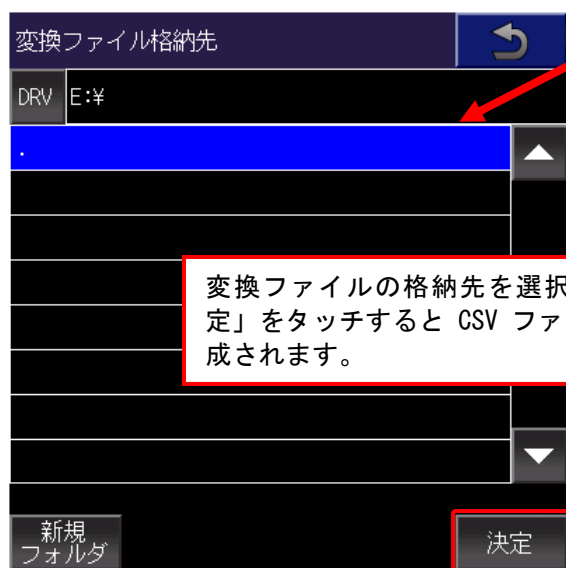 変換ファイル格納先
DRV E:¥
.
変換ファイルの格納先を選択
定」をタッチすると CSV ファ
成されます。
新規
フォルダ
決定